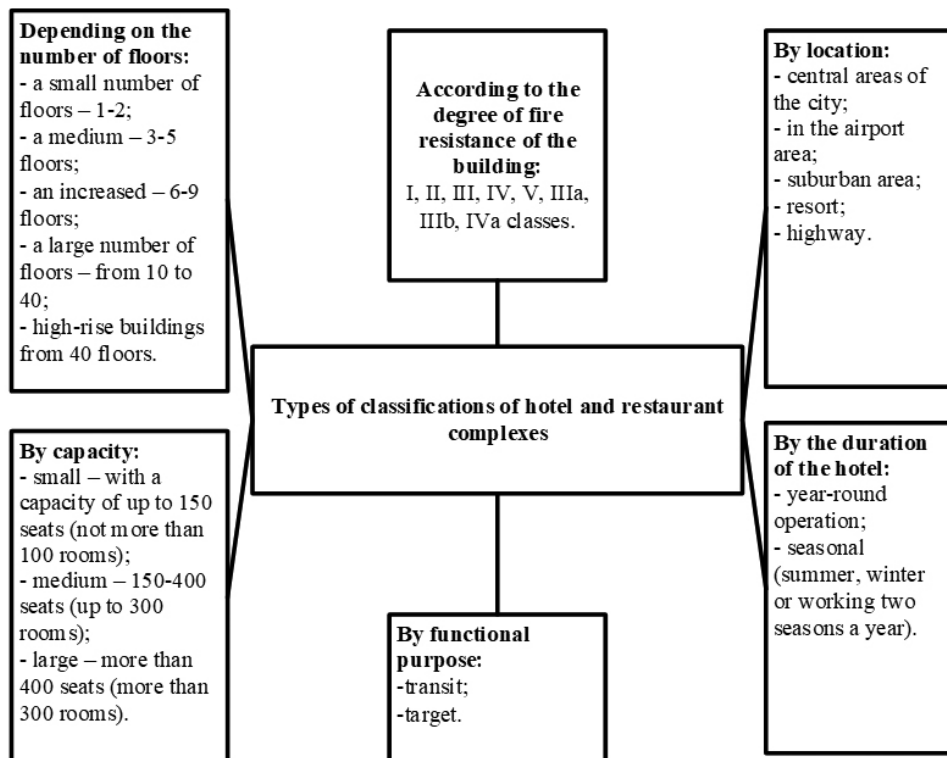 Depending on the
number of floors:
- a small number of
floors – 1-2;
- a medium – 3-5
floors;
- an increased – 6-9
floors;
- a large number of
floors – from 10 to
40;
- high-rise buildings
from 40 floors.
According to the
degree of fire
resistance of the
building:
I, II, III, IV, V, IIIa,
IIIb, IVa classes.
By location:
- central areas of
the city;
- in the airport
area;
- suburban area;
- resort;
- highway.
Types of classifications of hotel and restaurant
complexes
By capacity:
- small – with a
capacity of up to 150
seats (not more than
100 rooms);
- medium – 150-400
seats (up to 300
rooms);
- large – more than
400 seats (more than
300 rooms).
By functional
purpose:
-transit;
-target.
By the duration
of the hotel:
- year-round
operation;
- seasonal
(summer, winter
or working two
seasons a year).